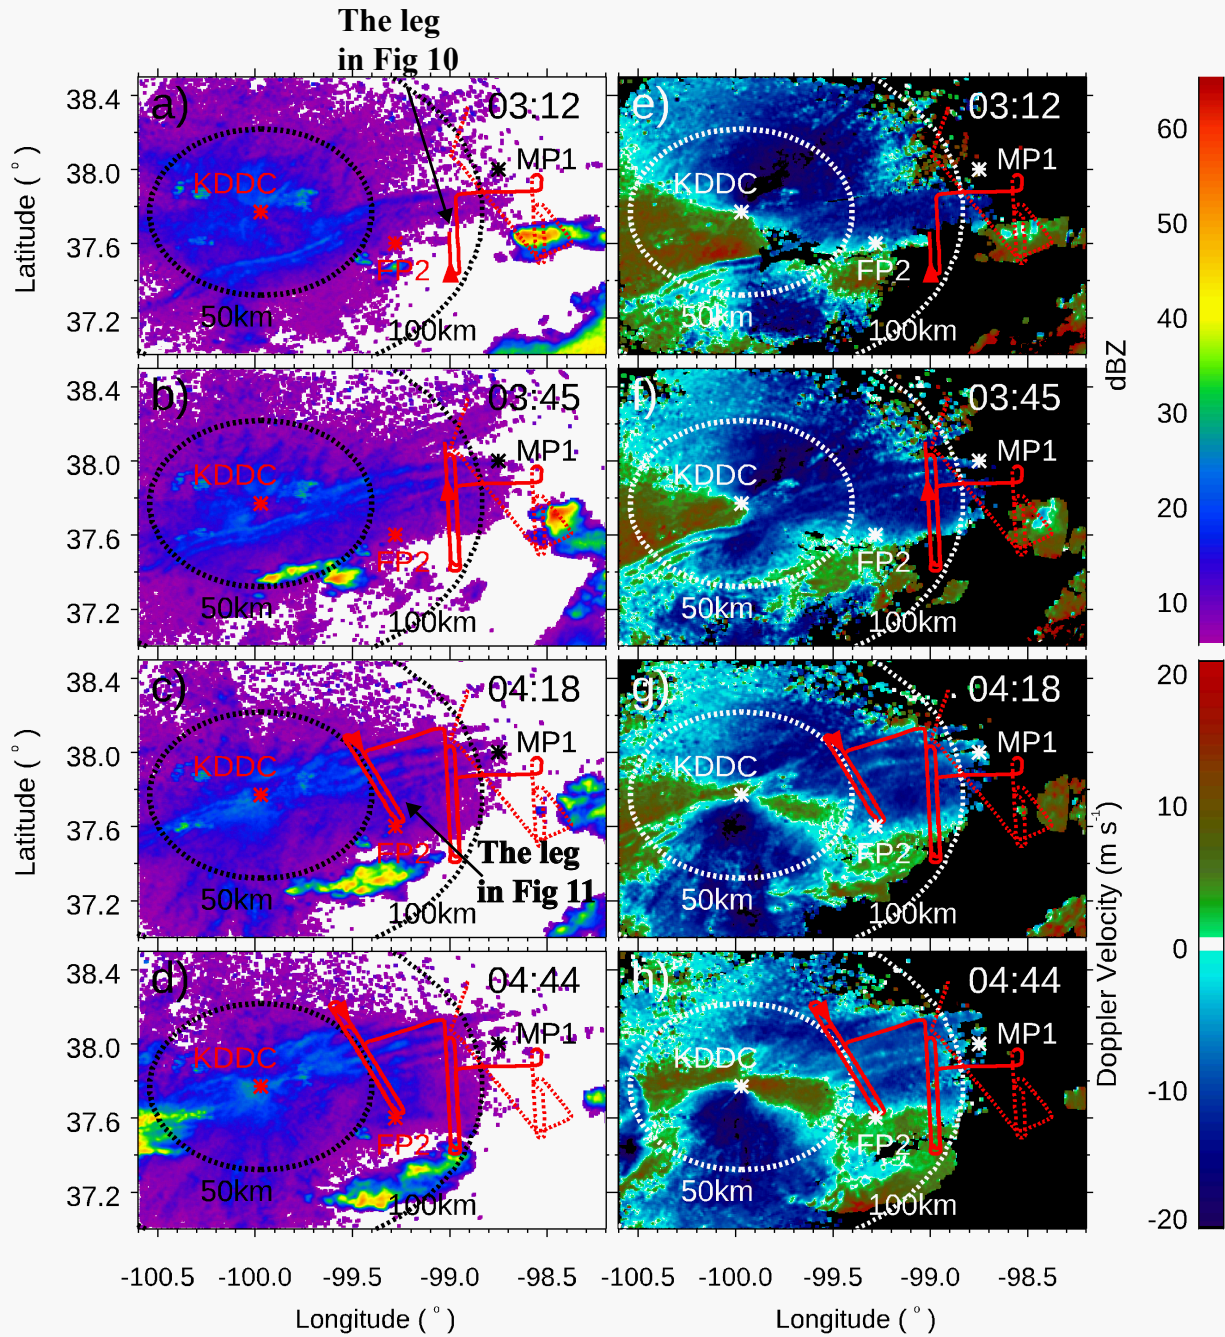 The leg
in Fig 10
a)
03:12
MP1
KDDC
FP2
50km
100km
e)
03:12
MP1
KDDC
FP2
50km
100km
b)
03:45
MP1
KDDC
FP2
50km
100km
f)
03:45
MP1
KDDC
FP2
50km
100km
c)
04:18
MP1
KDDC
FP2
The leg
in Fig 11
50km
100km
g)
04:18
MP1
KDDC
FP2
50km
100km
d)
04:44
MP1
KDDC
FP2
50km
100km
h)
04:44
MP1
KDDC
FP2
50km
100km
38.4
38.0
37.6
37.2
38.4
38.0
37.6
37.2
38.4
38.0
37.6
37.2
38.4
38.0
37.6
37.2
Latitude ( ° )
Latitude ( ° )
-100.5 -100.0 -99.5 -99.0 -98.5
-100.5 -100.0 -99.5 -99.0 -98.5
Longitude ( ° )
Longitude ( ° )
60
50
40
30
20
10
dBZ
20
10
0
-10
-20
Doppler Velocity (m s⁻¹)